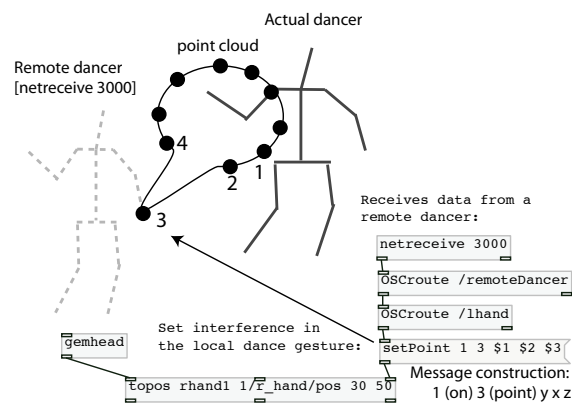 Actual dancer
point cloud
Remote dancer
[netreceive 3000]
4
1
2
3
Receives data from a
remote dancer:
netreceive 3000
OSCroute /remoteDancer
OSCroute /lhand
Set interference in
the local dance gesture:
setPoint 1 3 $1 $2 $3
gemhead
Message construction:
1 (on) 3 (point) y x z
topos rhand1 1/r_hand/pos 30 50